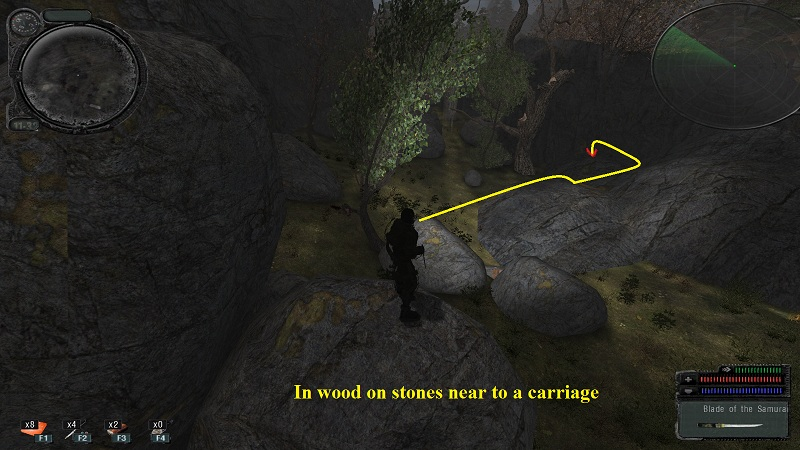 In wood on stones near to a carriage
Blade of the Samurai
x8 x4 x2 x0
F1 F2 F3 F4